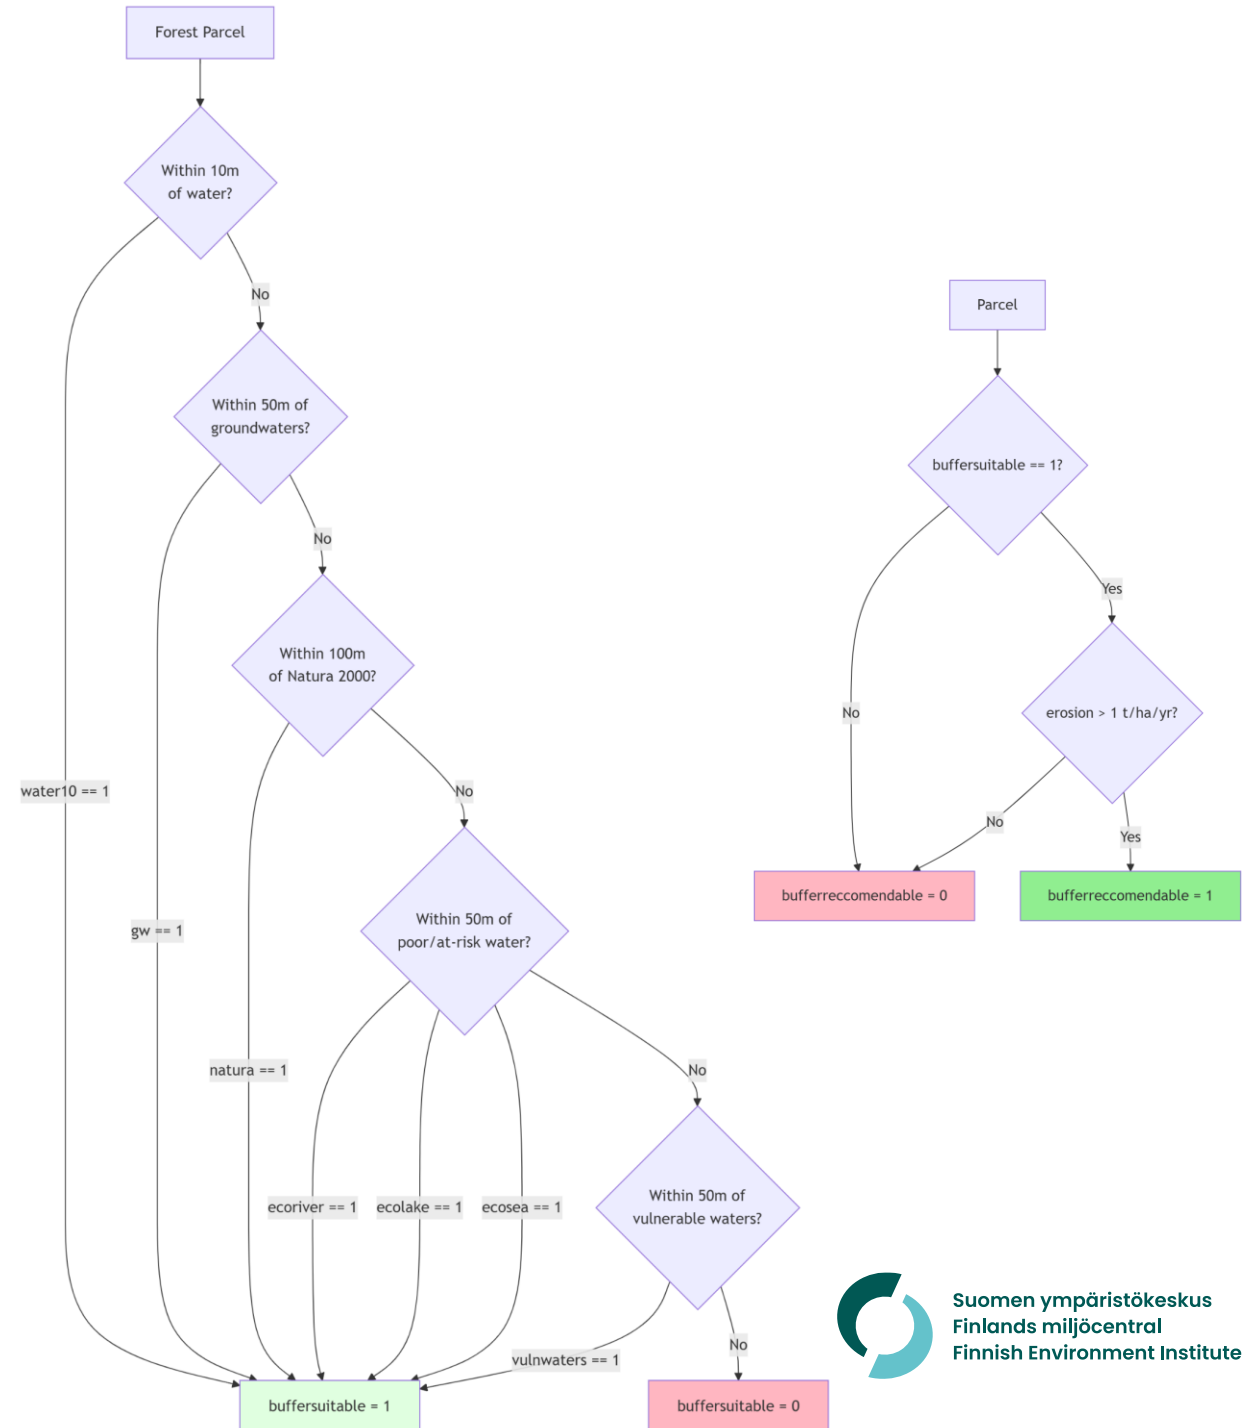 Forest Parcel
Within 10m
of water?
No
Within 50m of
groundwaters?
No
Within 100m
of Natura 2000?
water10 == 1
No
gw == 1
Within 50m of
poor/at-risk water?
natura == 1
No
ecoriver == 1
ecolake == 1
ecosea == 1
Within 50m of
vulnerable waters?
vulnwaters == 1
No
buffersuitable = 1
buffersuitable = 0
Parcel
buffersuitable == 1?
Yes
No
erosion > 1 t/ha/yr?
No
Yes
bufferreccomendable = 0
bufferreccomendable = 1
Suomen ympäristökeskus
Finlands miljöcentral
Finnish Environment Institute